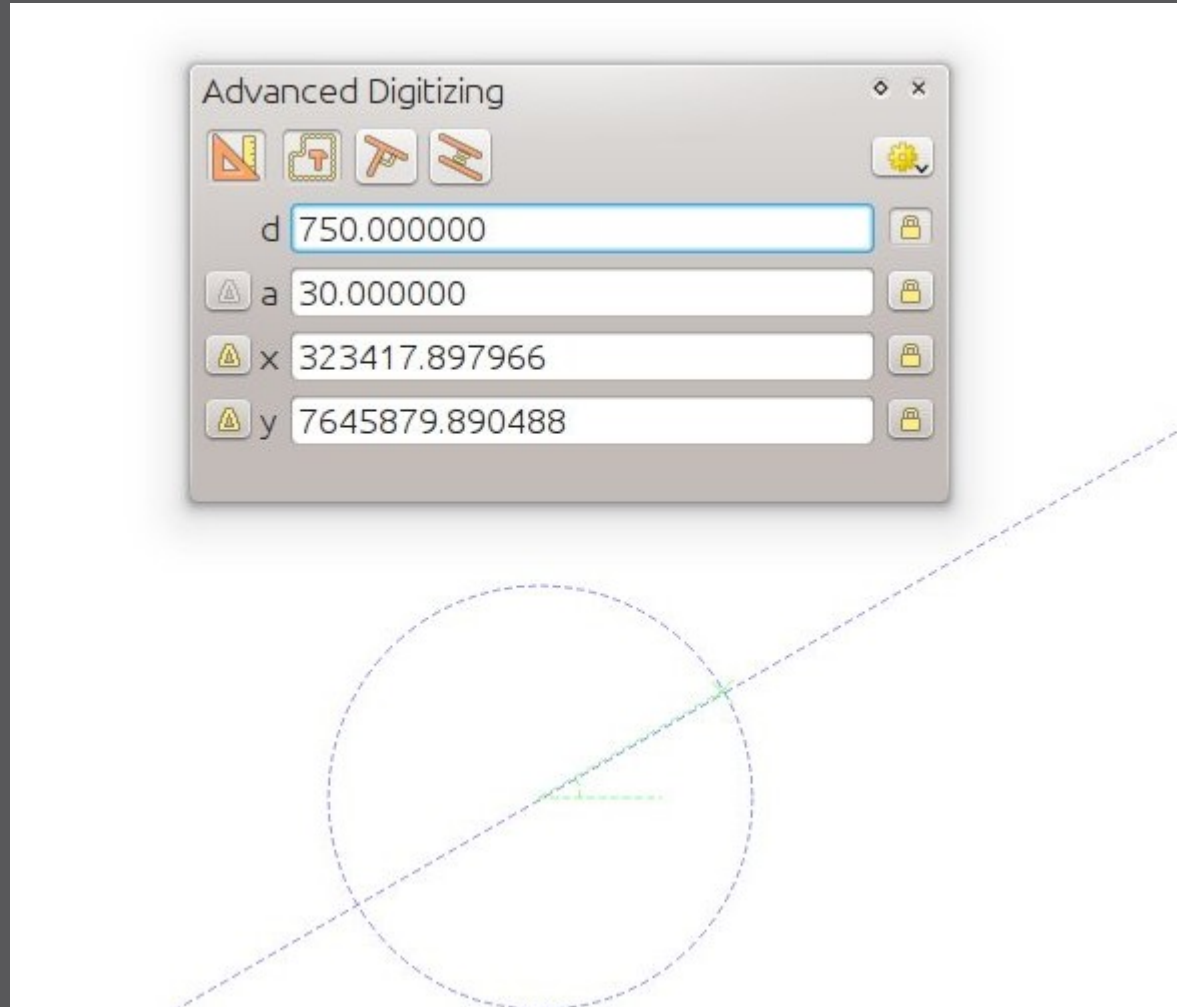 Advanced Digitizing
d 750.000000
a 30.000000
x 323417.897966
y 7645879.890488